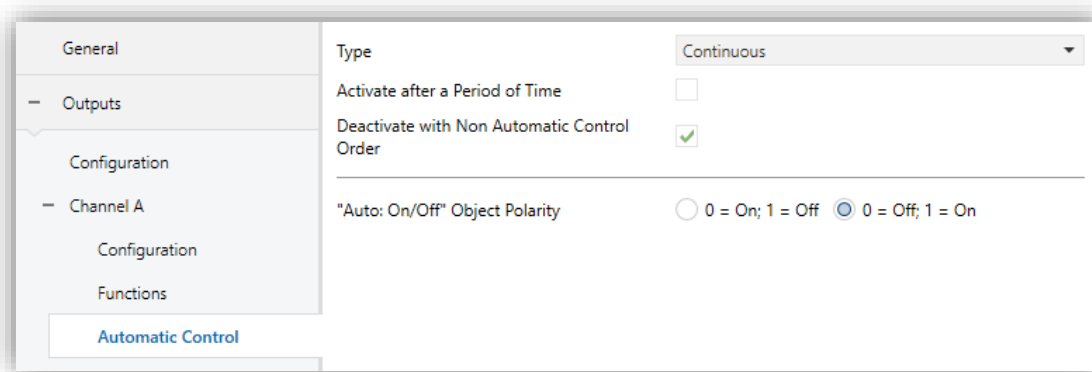 General
Outputs
Configuration
Channel A
Configuration
Functions
Automatic Control
Type
Continuous
Activate after a Period of Time
Deactivate with Non Automatic Control
Order
"Auto: On/Off" Object Polarity
0 = On; 1 = Off
0 = Off; 1 = On